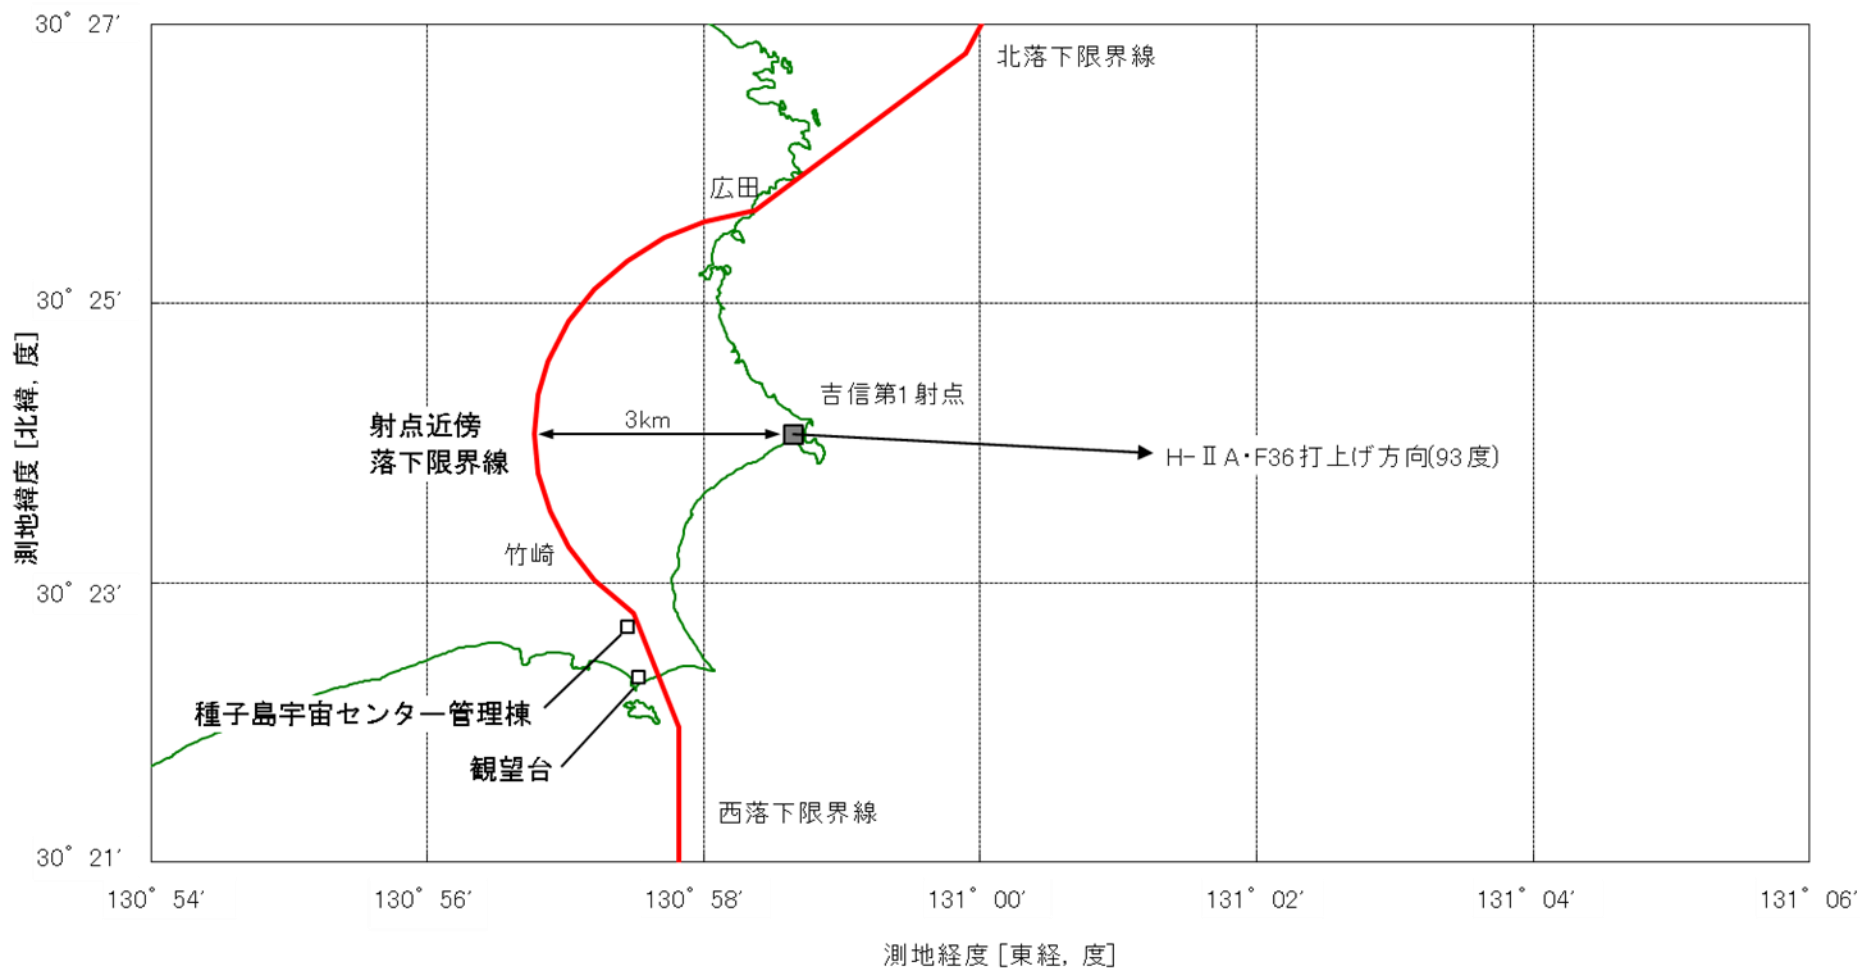 30° 27′
北落下限界線
広田
30° 25′
吉信第1射点
3km
射点近傍
落下限界線
H-ⅡA・F36打上げ方向(93度)
竹崎
30° 23′
種子島宇宙センター管理棟
観望台
西落下限界線
30° 21′
130° 54′
130° 56′
130° 58′
131° 00′
131° 02′
131° 04′
131° 06′
測地経度[東経, 度]
測地緯度[北緯, 度]